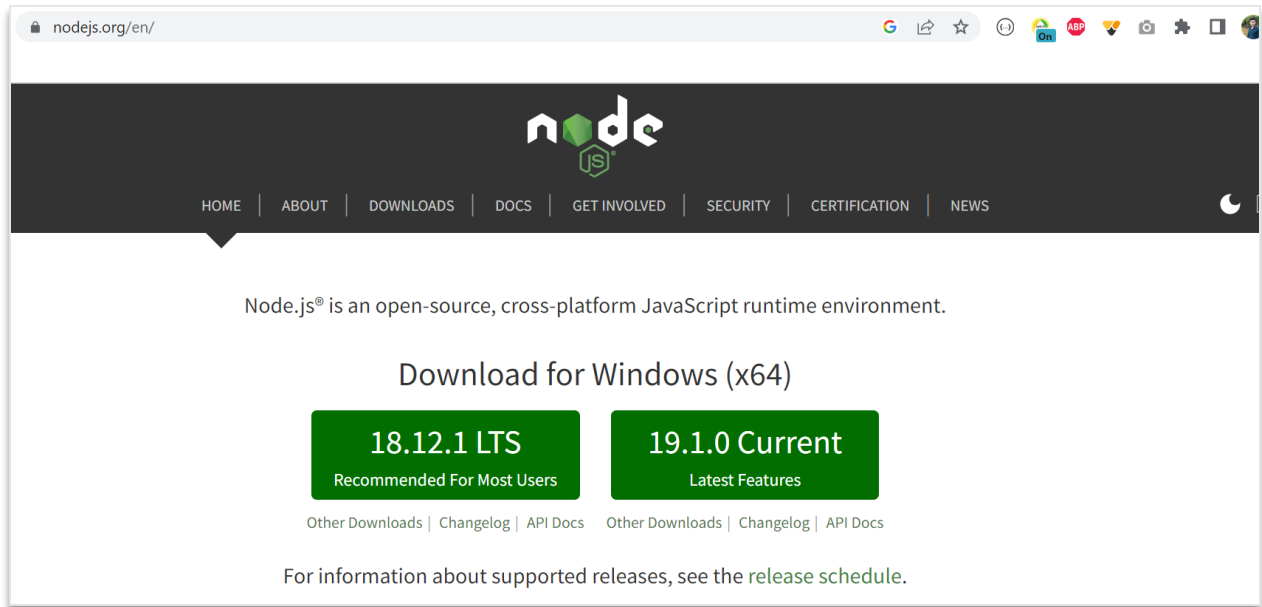 nodejs.org/en/
On
ABP
node
JS
HOME | ABOUT | DOWNLOADS | DOCS | GET INVOLVED | SECURITY | CERTIFICATION | NEWS
Node.js® is an open-source, cross-platform JavaScript runtime environment.
Download for Windows (x64)
18.12.1 LTS
Recommended For Most Users
Other Downloads | Changelog | API Docs
19.1.0 Current
Latest Features
Other Downloads | Changelog | API Docs
For information about supported releases, see the release schedule.